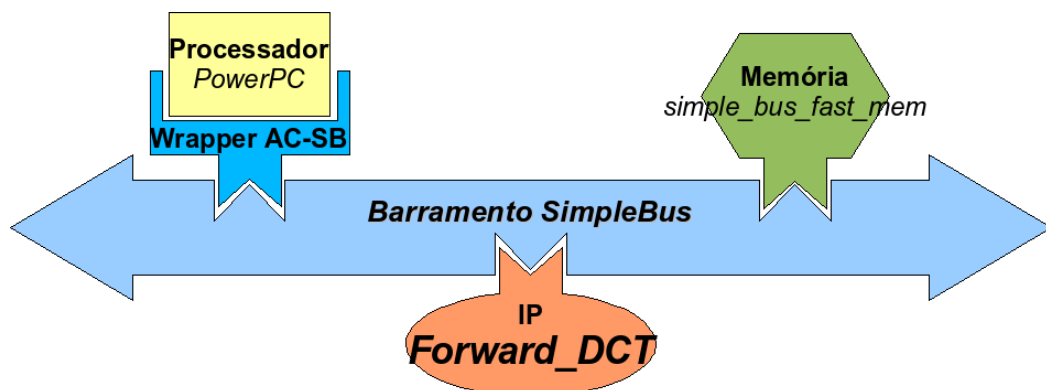 Processador
PowerPC
Wrapper AC-SB
Memória
simple_bus_fast_mem
Barramento SimpleBus
IP
Forward_DCT